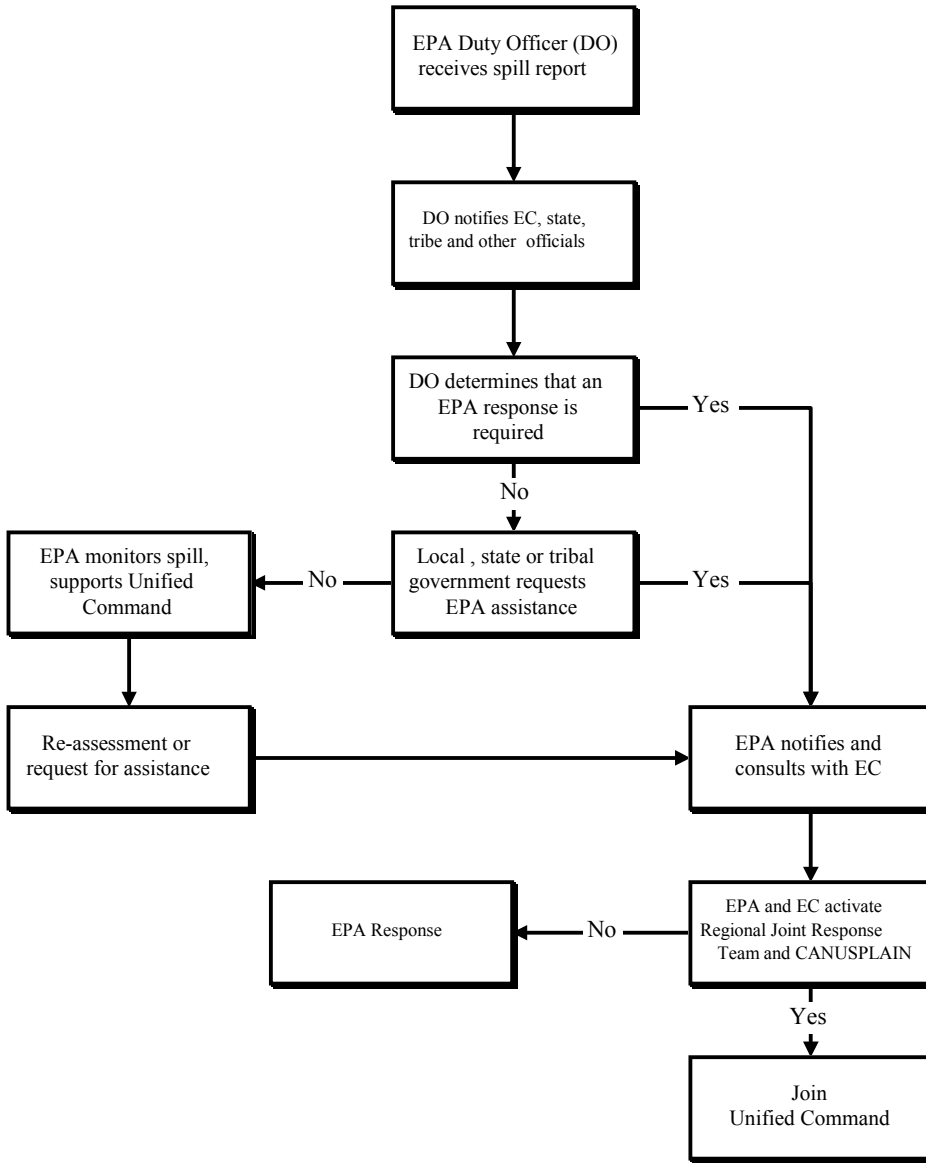 EPA Duty Officer (DO)
receives spill report
DO notifies EC, state,
tribe and other officials
DO determines that an
EPA response is
required
Yes
No
EPA monitors spill,
supports Unified
Command
No
Local , state or tribal
government requests
EPA assistance
Yes
Re-assessment or
request for assistance
EPA notifies and
consults with EC
EPA Response
No
EPA and EC activate
Regional Joint Response
Team and CANUSPLAIN
Yes
Join
Unified Command